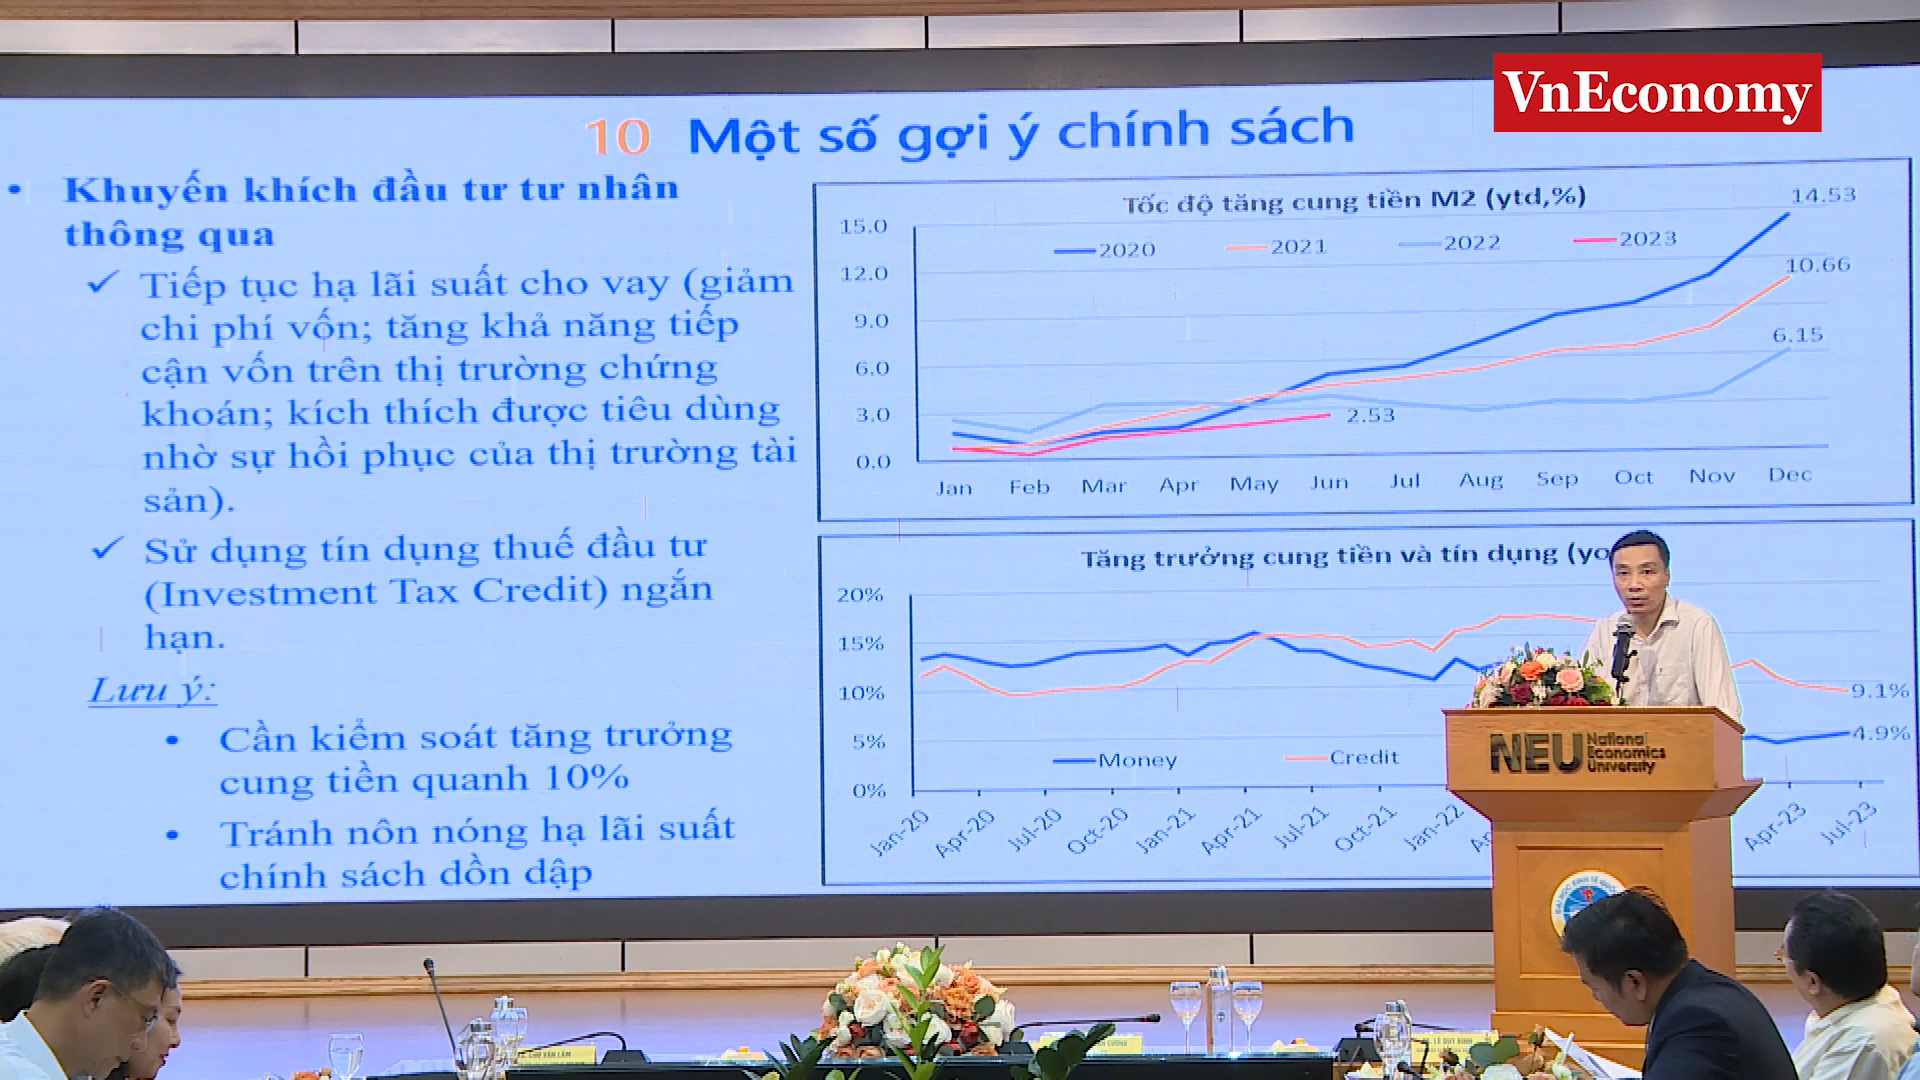 VnEconomy
10 Một số gợi ý chính sách
• Khuyến khích đầu tư tư nhân
thông qua
✓ Tiếp tục hạ lãi suất cho vay (giảm
chi phí vốn; tăng khả năng tiếp
cận vốn trên thị trường chứng
khoán; kích thích được tiêu dùng
nhờ sự hồi phục của thị trường tài
sản).
✓ Sử dụng tín dụng thuế đầu tư
(Investment Tax Credit) ngắn
hạn.
Lưu ý:
• Cần kiểm soát tăng trưởng
cung tiền quanh 10%
• Tránh nôn nóng hạ lãi suất
chính sách dồn dập
Tốc độ tăng cung tiền M2 (ytd,%)
2020 2021 2022 2023
15.0
12.0
9.0
6.0
3.0
0.0
14.53
10.66
6.15
2.53
Jan Feb Mar Apr May Jun Jul Aug Sep Oct Nov Dec
Tăng trưởng cung tiền và tín dụng (yo
20%
15%
10%
5%
0%
9.1%
4.9%
Money Credit
Jan-20 Apr-20 Jul-20 Oct-20 Jan-21 Apr-21 Jul-21 Oct-21 Jan-22 Apr-23 Jul-23
NEU National
Economics
University